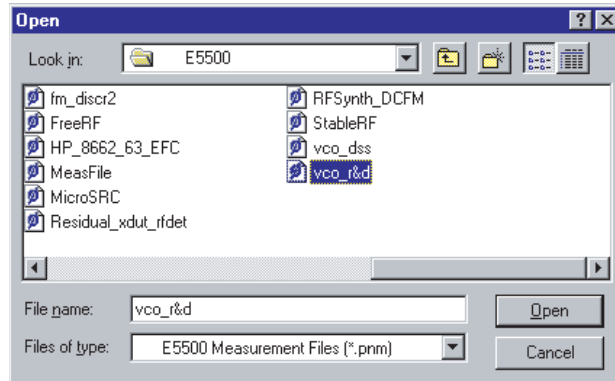 Open
Look in: E5500
fm_discr2
FreeRF
HP_8662_63_EFC
MeasFile
MicroSRC
Residual_xdut_rfdet
RFSynth_DCFM
StableRF
vco_dss
vco_r&d
File name: vco_r&d
Open
Files of type: E5500 Measurement Files (*.pnm)
Cancel